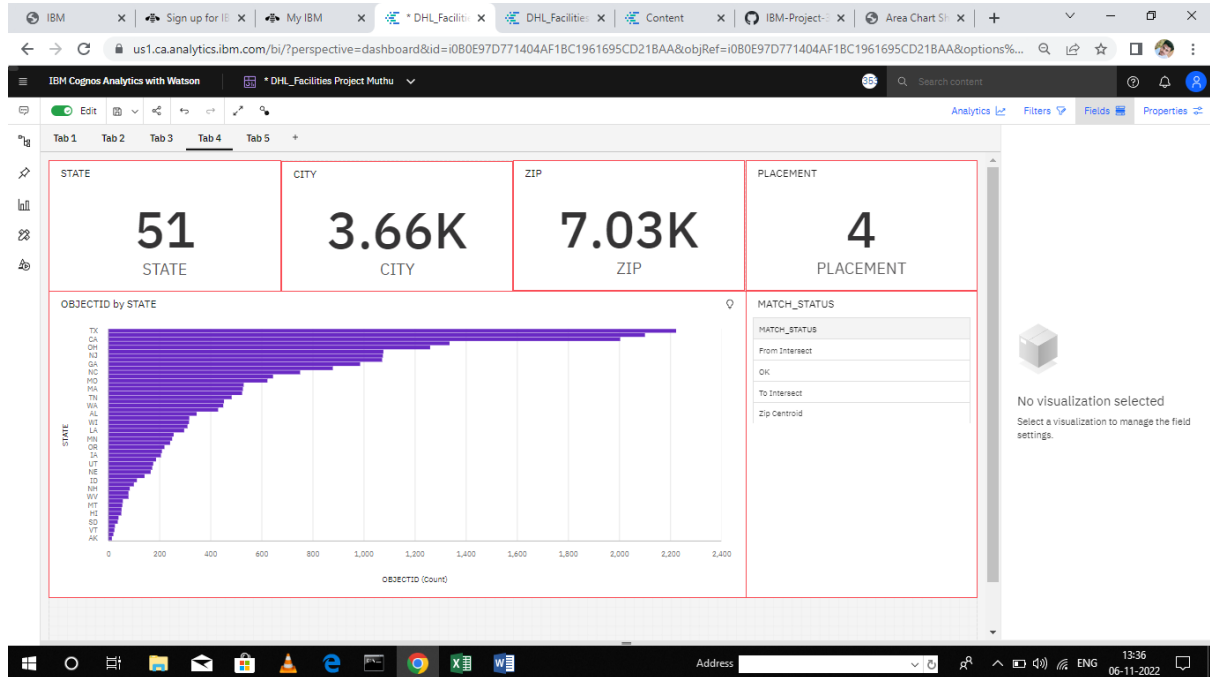 IBM
Sign up for IE
My IBM
* DHL_Faciliti
DHL_Facilities
Content
IBM-Project-3
Area Chart Sh
us1.ca.analytics.ibm.com/bi/?perspective=dashboard&id=i0B0E97D771404AF1BC1961695CD21BAA&objRef=i0B0E97D771404AF1BC1961695CD21BAA&options%...
IBM Cognos Analytics with Watson
* DHL_Facilities Project Muthu
Search content
Edit
Analytics
Filters
Fields
Properties
Tab 1 Tab 2 Tab 3 Tab 4 Tab 5 +
STATE
51
STATE
CITY
3.66K
CITY
ZIP
7.03K
ZIP
PLACEMENT
4
PLACEMENT
OBJECTID by STATE
STATE
TX
CA
OH
NJ
GA
NC
MO
MA
TN
WA
AL
WI
LA
MN
OR
IA
UT
NE
ID
NH
WV
MT
HI
SD
VT
AK
0 200 400 600 800 1,000 1,200 1,400 1,600 1,800 2,000 2,200 2,400
OBJECTID (Count)
MATCH_STATUS
MATCH_STATUS
From Intersect
OK
To Intersect
Zip Centroid
No visualization selected
Select a visualization to manage the field
settings.
Address
ENG
13:36
06-11-2022